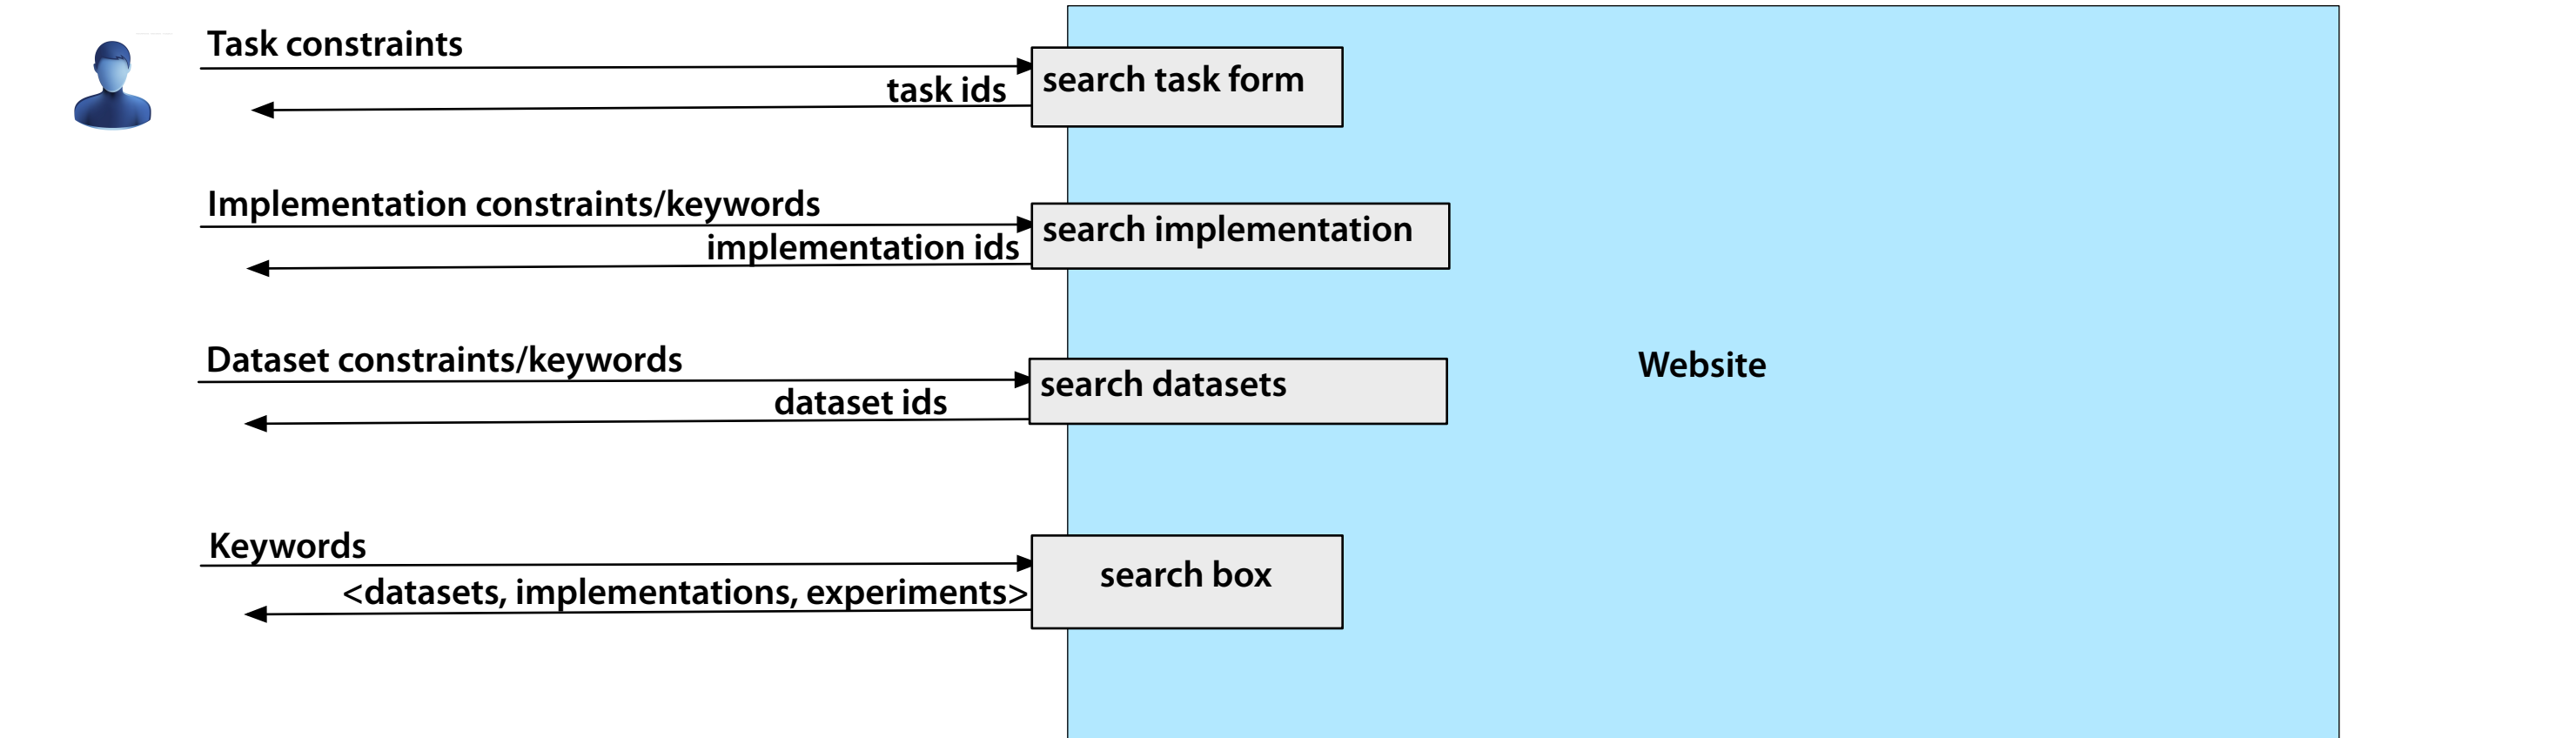 Task constraints
task ids
search task form
Implementation constraints/keywords
implementation ids
search implementation
Dataset constraints/keywords
dataset ids
search datasets
Website
Keywords
<datasets, implementations, experiments>
search box